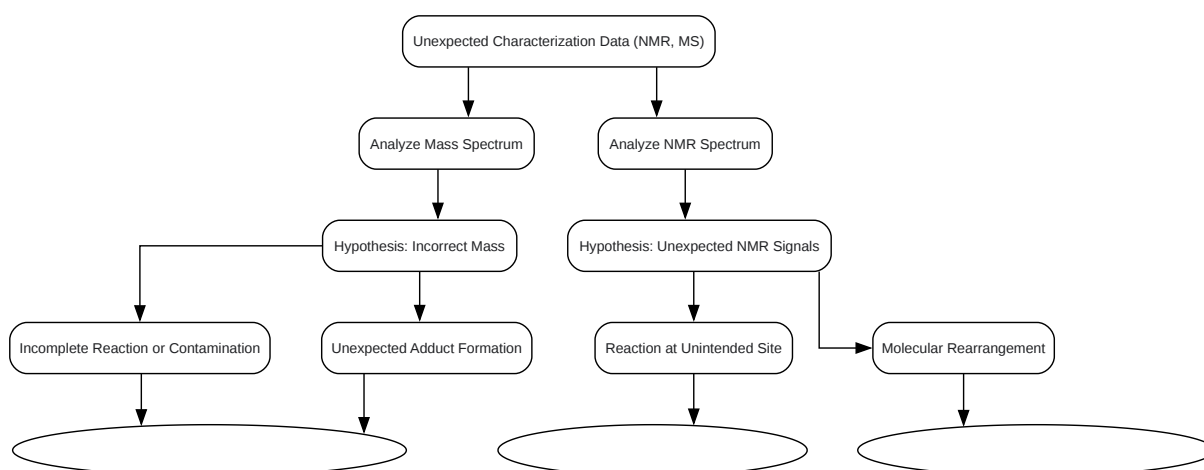 Unexpected Characterization Data (NMR, MS)
Analyze Mass Spectrum
Analyze NMR Spectrum
Hypothesis: Incorrect Mass
Hypothesis: Unexpected NMR Signals
Incomplete Reaction or Contamination
Unexpected Adduct Formation
Reaction at Unintended Site
Molecular Rearrangement